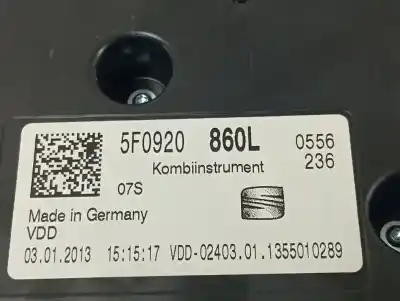 5F0920 860L 0556
Kombiinstrument 236
07S
Made in Germany
VDD
03.01.2013 15:15:17 VDD-02403.01.1355010289